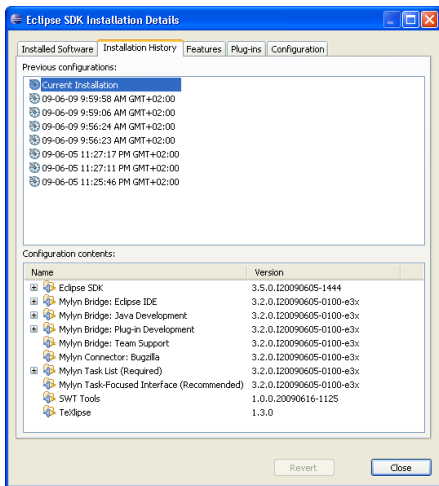 Eclipse SDK Installation Details
Installed Software Installation History Features Plug-ins Configuration
Previous configurations:
Current Installation
09-06-09 9:59:58 AM GMT+02:00
09-06-09 9:59:06 AM GMT+02:00
09-06-09 9:56:24 AM GMT+02:00
09-06-09 9:56:23 AM GMT+02:00
09-06-05 11:27:17 PM GMT+02:00
09-06-05 11:27:11 PM GMT+02:00
09-06-05 11:25:46 PM GMT+02:00
Configuration contents:
Name Version
Eclipse SDK 3.5.0.I20090605-1444
Mylyn Bridge: Eclipse IDE 3.2.0.I20090605-0100-e3x
Mylyn Bridge: Java Development 3.2.0.I20090605-0100-e3x
Mylyn Bridge: Plug-in Development 3.2.0.I20090605-0100-e3x
Mylyn Bridge: Team Support 3.2.0.I20090605-0100-e3x
Mylyn Connector: Bugzilla 3.2.0.I20090605-0100-e3x
Mylyn Task List (Required) 3.2.0.I20090605-0100-e3x
Mylyn Task-Focused Interface (Recommended) 3.2.0.I20090605-0100-e3x
SWT Tools 1.0.0.20090616-1125
TeXlipse 1.3.0
Revert Close